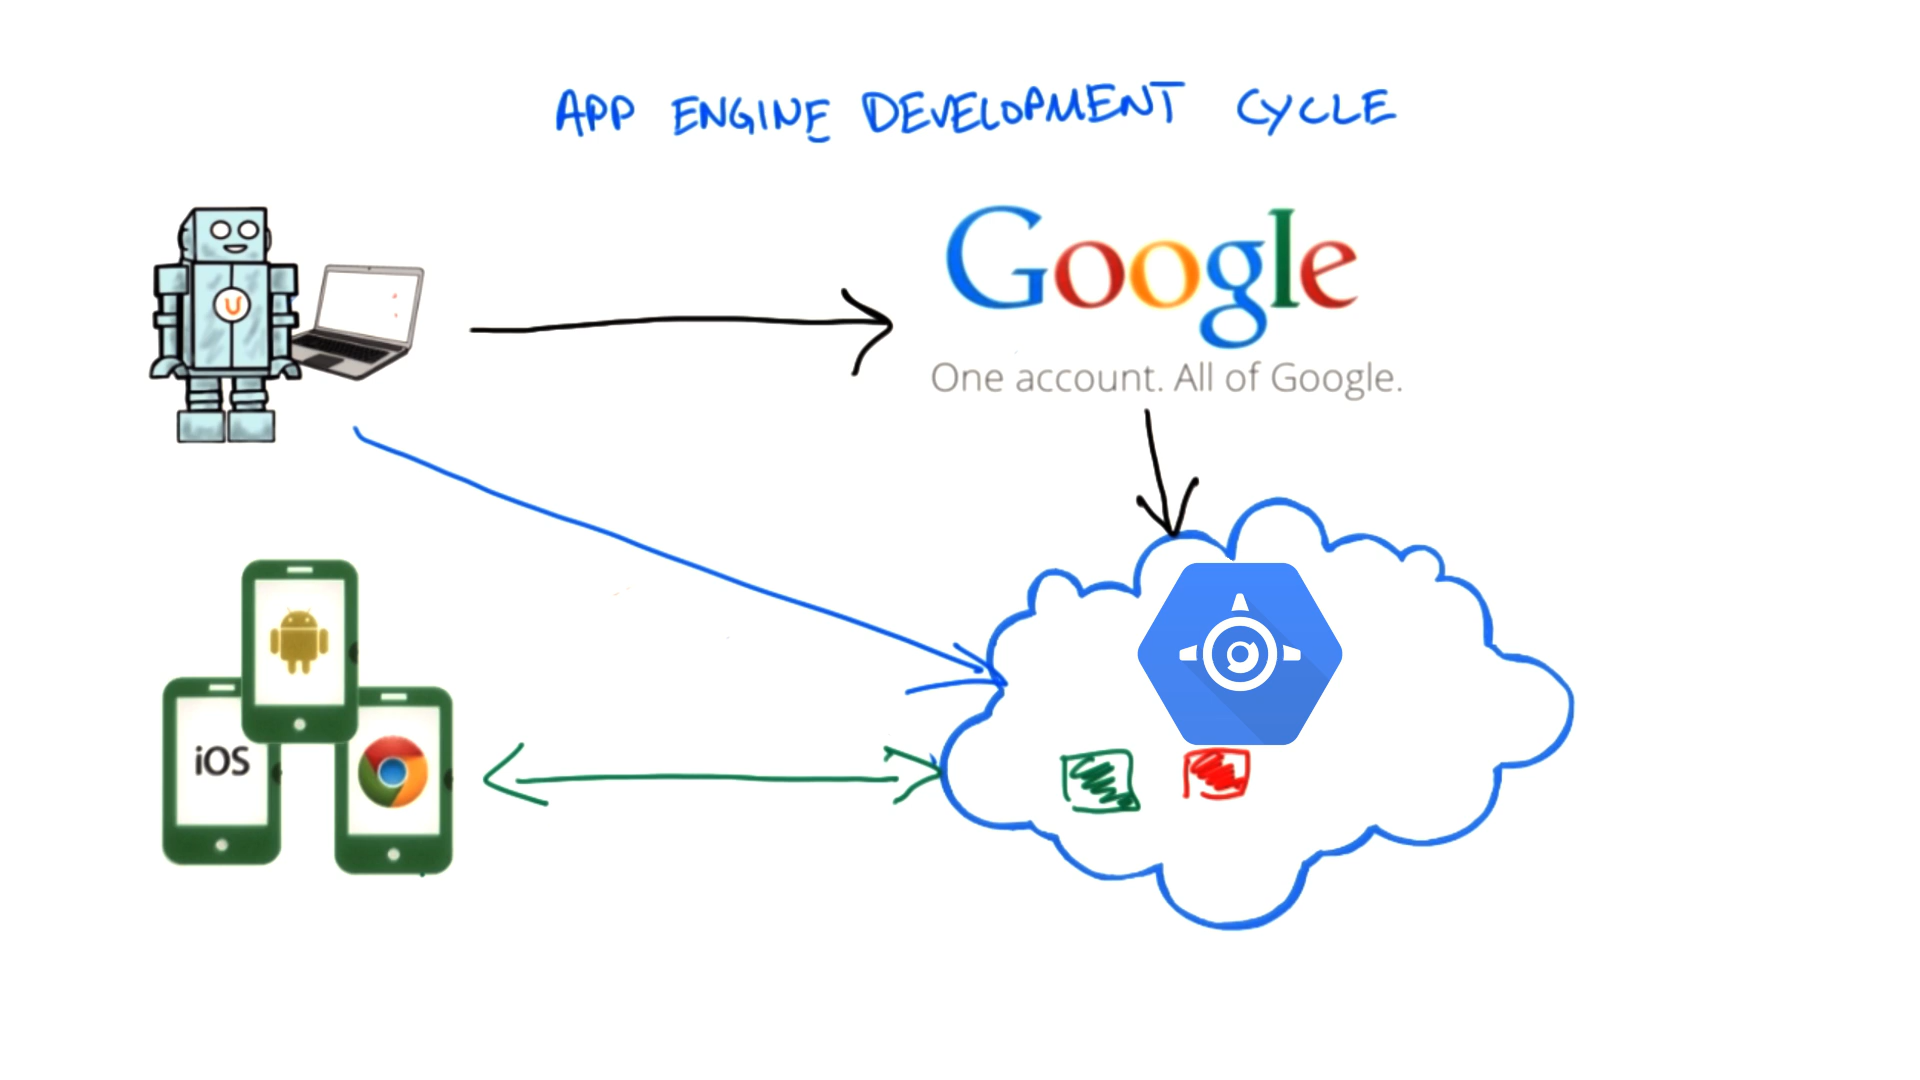 APP ENGINE DEVELOPMENT CYCLE
U
Google
One account. All of Google.
iOS